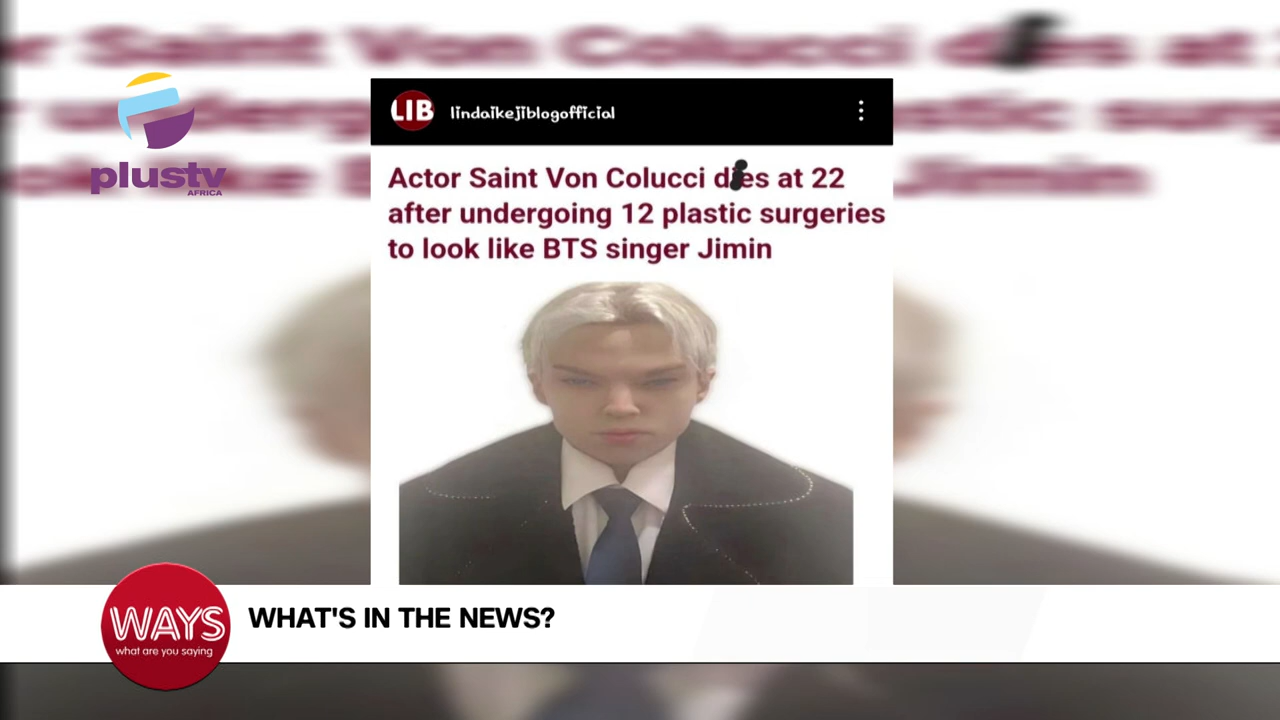 plustv
AFRICA
LIB lindaikejiblogofficial
Actor Saint Von Colucci dies at 22
after undergoing 12 plastic surgeries
to look like BTS singer Jimin
WAYS
what are you saying
WHAT'S IN THE NEWS?